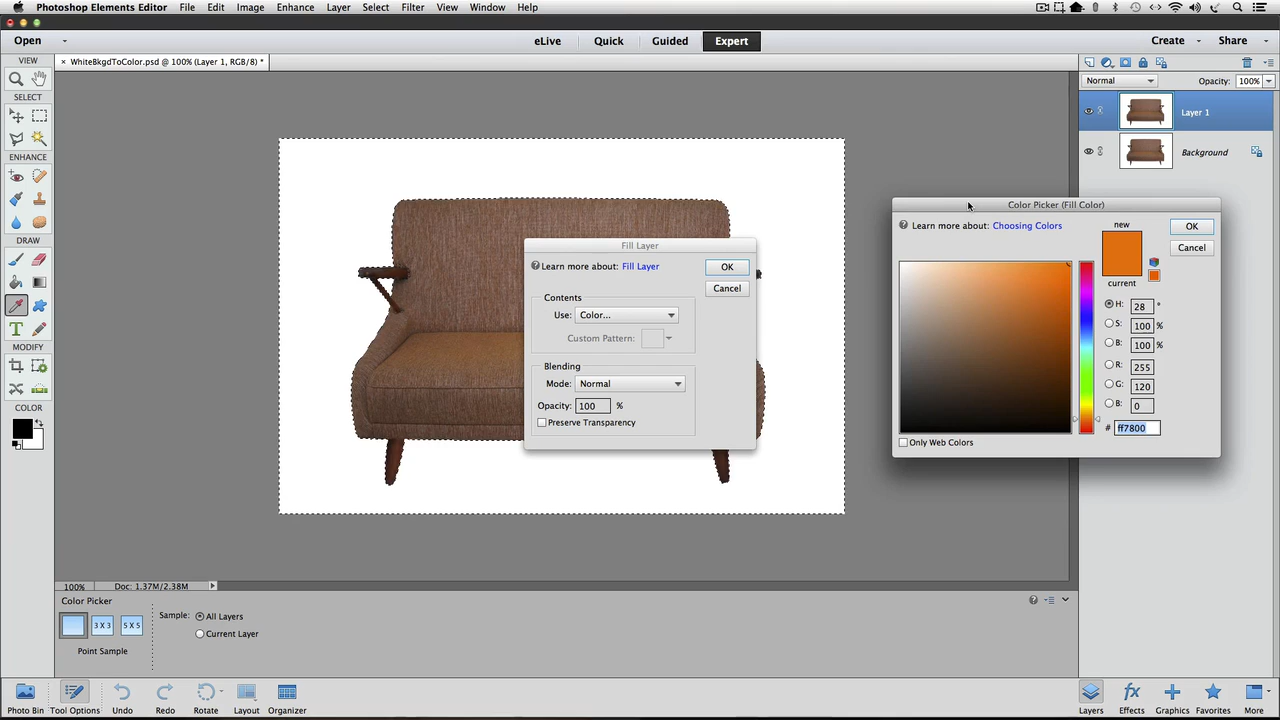 Photoshop Elements Editor File Edit Image Enhance Layer Select Filter View Window Help
Open
eLive Quick Guided Expert
Create Share
VIEW
× WhiteBkgdToColor.psd @ 100% (Layer 1, RGB/8) *
SELECT
ENHANCE
DRAW
MODIFY
COLOR
Normal
Opacity: 100%
Layer 1
Background
Fill Layer
Learn more about: Fill Layer
OK
Cancel
Contents
Use: Color...
Custom Pattern:
Blending
Mode: Normal
Opacity: 100 %
Preserve Transparency
Color Picker (Fill Color)
Learn more about: Choosing Colors
new
current
OK
Cancel
H: 28 °
S: 100 %
B: 100 %
R: 255
G: 120
B: 0
# ff7800
Only Web Colors
100% Doc: 1.37M/2.38M
Color Picker
3 X 3 5 X 5
Point Sample
Sample: All Layers
Current Layer
Photo Bin Tool Options Undo Redo Rotate Layout Organizer
Layers Effects Graphics Favorites More